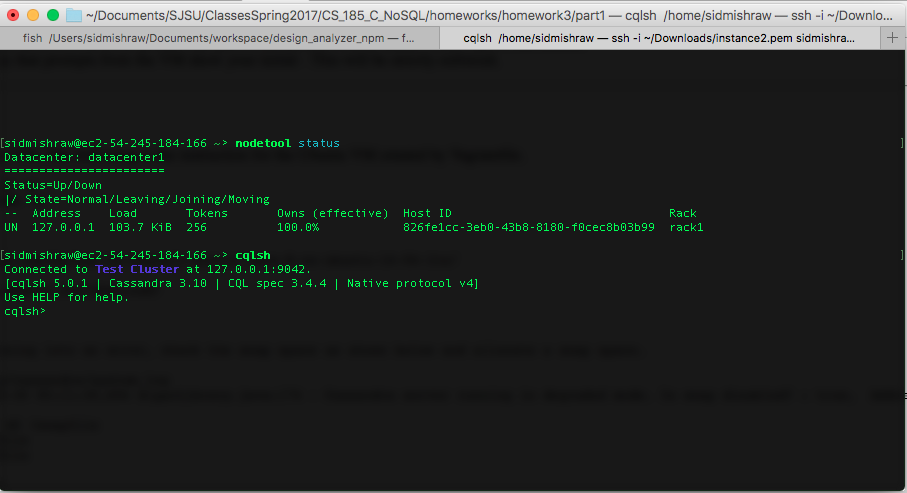 ~/Documents/SJSU/ClassesSpring2017/CS_185_C_NoSQL/homeworks/homework3/part1 — cqlsh /home/sidmishraw — ssh -i ~/Downlo...
fish /Users/sidmishraw/Documents/workspace/design_analyzer_npm — f...
cqlsh /home/sidmishraw — ssh -i ~/Downloads/instance2.pem sidmishra...
+
[sidmishraw@ec2-54-245-184-166 ~> nodetool status ]
Datacenter: datacenter1
=======================
Status=Up/Down
|/ State=Normal/Leaving/Joining/Moving
-- Address Load Tokens Owns (effective) Host ID Rack
UN 127.0.0.1 103.7 KiB 256 100.0% 826fe1cc-3eb0-43b8-8180-f0cec8b03b99 rack1
[sidmishraw@ec2-54-245-184-166 ~> cqlsh ]
Connected to Test Cluster at 127.0.0.1:9042.
[cqlsh 5.0.1 | Cassandra 3.10 | CQL spec 3.4.4 | Native protocol v4]
Use HELP for help.
cqlsh>